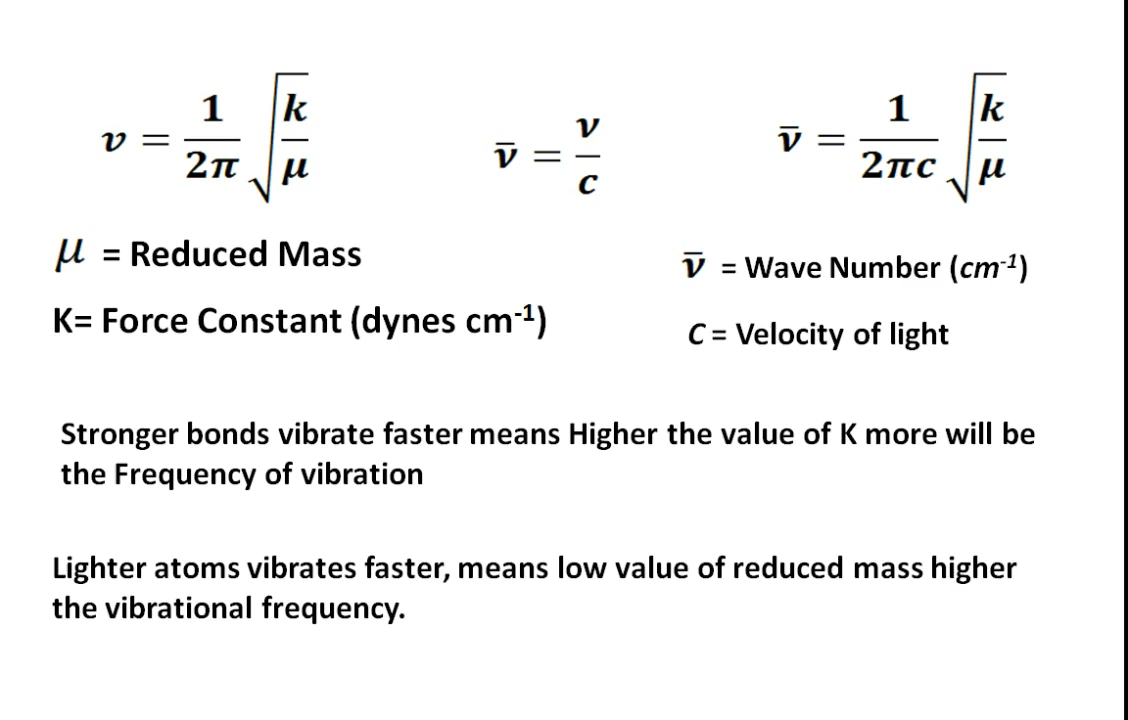 v = 1/2π √(k/μ)
ν̄ = ν/c
ν̄ = 1/2πc √(k/μ)
μ = Reduced Mass
K= Force Constant (dynes cm⁻¹)
ν̄ = Wave Number (cm⁻¹)
C = Velocity of light
Stronger bonds vibrate faster means Higher the value of K more will be
the Frequency of vibration
Lighter atoms vibrates faster, means low value of reduced mass higher
the vibrational frequency.